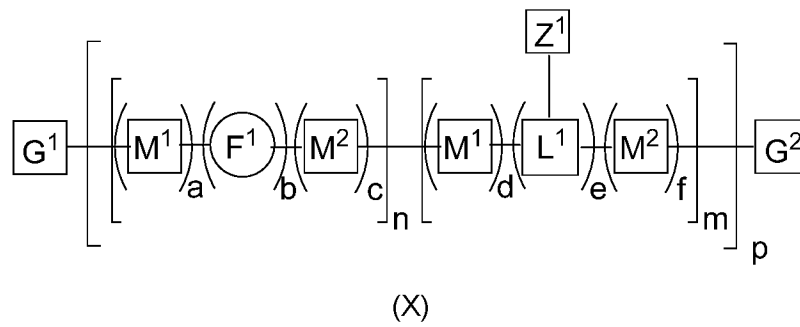 Z¹
G¹ [ [ ( M¹ )a ( F¹ )b ( M² )c ]n [ ( M¹ )d ( L¹ )e ( M² )f ]m ]p G²
(X)